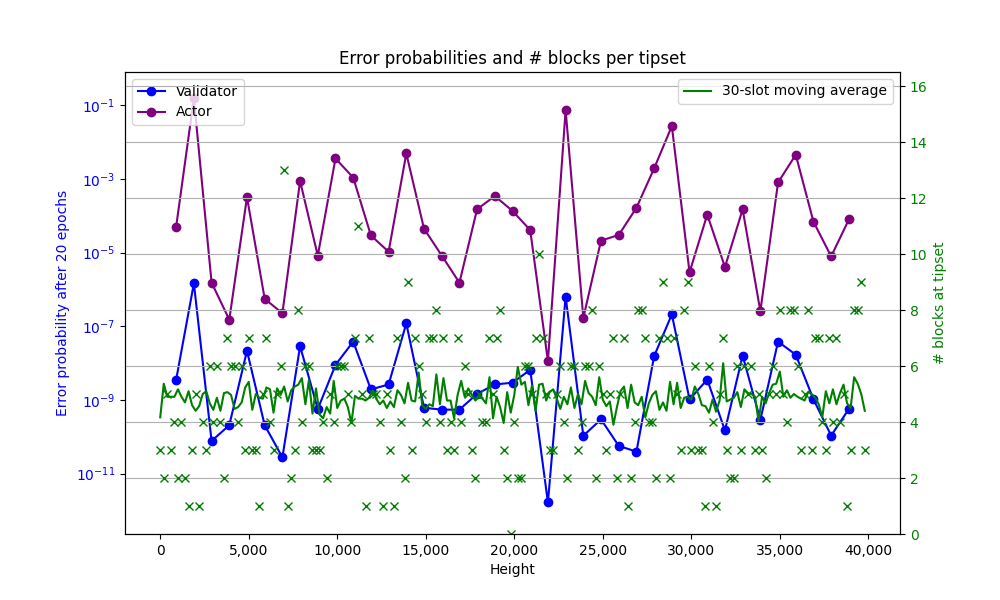 Error probabilities and # blocks per tipset
Validator
Actor
30-slot moving average
Error probability after 20 epochs
10⁻¹
10⁻³
10⁻⁵
10⁻⁷
10⁻⁹
10⁻¹¹
16
14
12
10
8
6
4
2
0
# blocks at tipset
0 5,000 10,000 15,000 20,000 25,000 30,000 35,000 40,000
Height